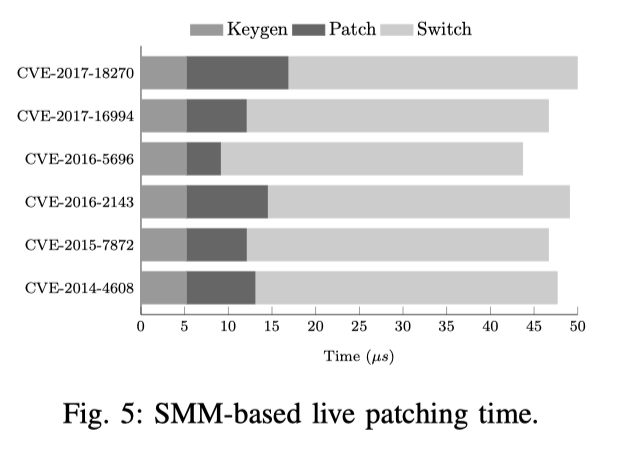 Keygen Patch Switch
CVE-2017-18270
CVE-2017-16994
CVE-2016-5696
CVE-2016-2143
CVE-2015-7872
CVE-2014-4608
0 5 10 15 20 25 30 35 40 45 50
Time (μs)
Fig. 5: SMM-based live patching time.